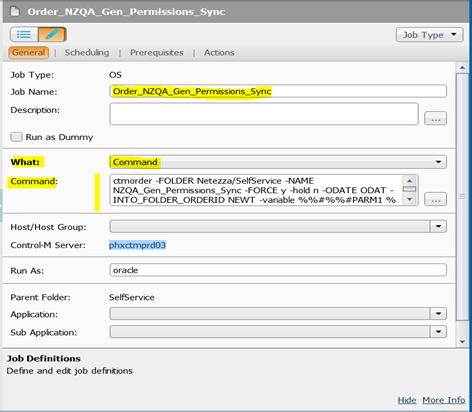 Order_NZQA_Gen_Permissions_Sync
Job Type
General | Scheduling | Prerequisites | Actions
Job Type: OS
Job Name: Order_NZQA_Gen_Permissions_Sync
Description:
...
Run as Dummy
What: Command
Command: ctmorder -FOLDER Netezza/SelfService -NAME
NZQA_Gen_Permissions_Sync -FORCE y -hold n -ODATE ODAT -
INTO_FOLDER_ORDERID NEWT -variable %%#%%#PARM1 %
...
Host/Host Group:
Control-M Server: phxctmprd03
Run As: oracle
Parent Folder: SelfService
Application:
Sub Application:
Job Definitions
Define and edit job definitions
Hide More Info